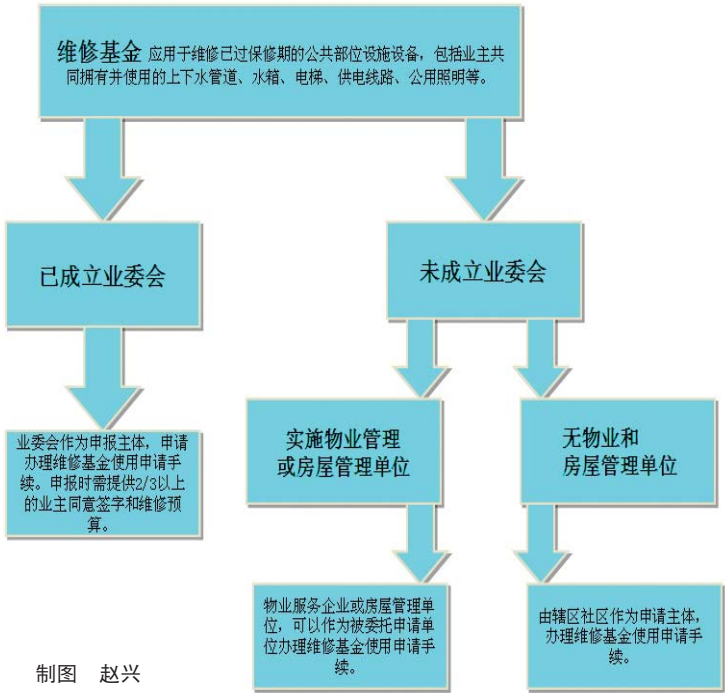 维修基金 应用于维修已过保修期的公共部位设施设备，包括业主共
同拥有并使用的上下水管道、水箱、电梯、供电线路、公用照明等。
已成立业委会
未成立业委会
业委会作为申报主体，申请
办理维修基金使用申请手
续。申报时需提供2/3以上
的业主同意签字和维修预
算。
实施物业管理
或房屋管理单位
无物业和
房屋管理单位
物业服务企业或房屋管理单
位，可以作为被委托申请单
位办理维修基金使用申请手
续。
由辖区社区作为申请主体，
办理维修基金使用申请手
续。
制图 赵兴